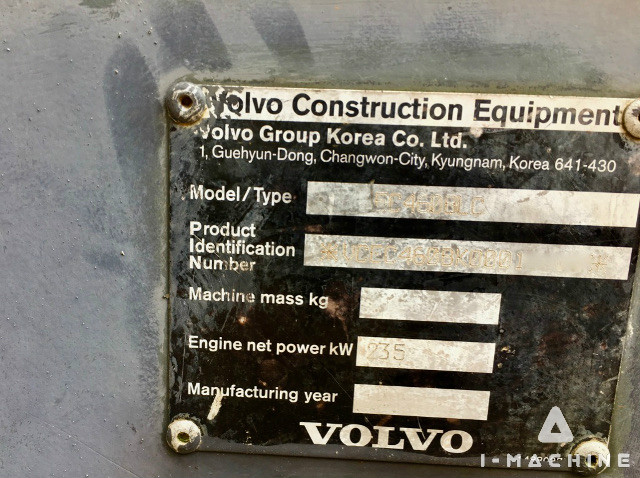 Volvo Construction Equipment
Volvo Group Korea Co. Ltd.
1, Guehyun-Dong, Changwon-City, Kyungnam, Korea 641-430
Model/Type
Product
Identification
Number
Machine mass kg
Engine net power kW 235
Manufacturing year
VOLVO
I-MACHINE